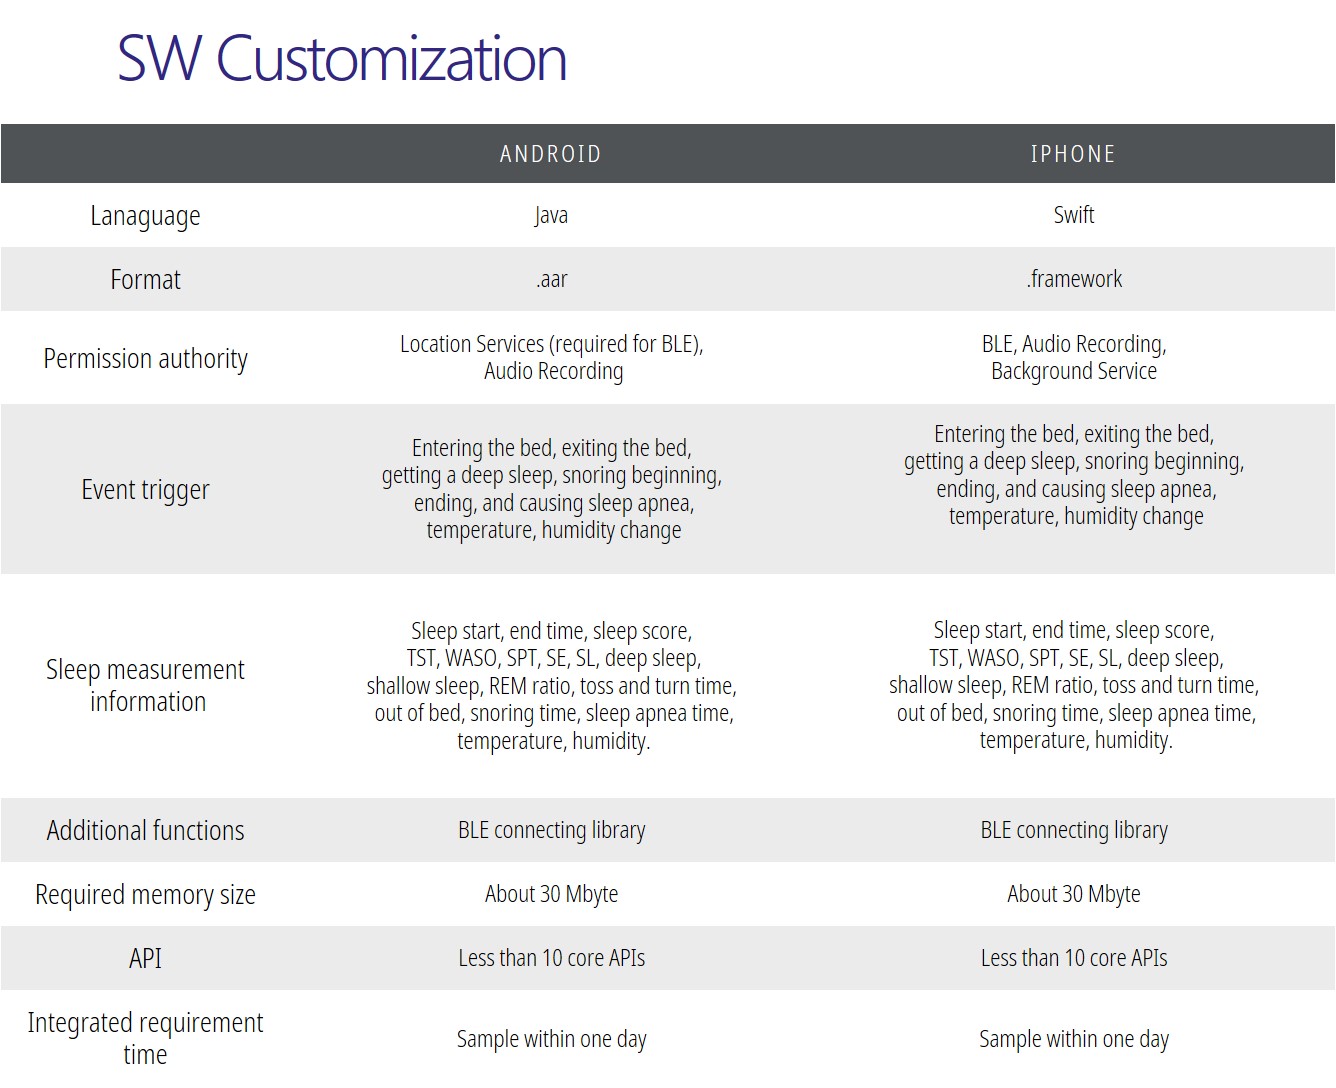 SW Customization
ANDROID IPHONE
Lanaguage Java Swift
Format .aar .framework
Permission authority
Location Services (required for BLE),
Audio Recording
BLE, Audio Recording,
Background Service
Event trigger
Entering the bed, exiting the bed,
getting a deep sleep, snoring beginning,
ending, and causing sleep apnea,
temperature, humidity change
Entering the bed, exiting the bed,
getting a deep sleep, snoring beginning,
ending, and causing sleep apnea,
temperature, humidity change
Sleep measurement
information
Sleep start, end time, sleep score,
TST, WASO, SPT, SE, SL, deep sleep,
shallow sleep, REM ratio, toss and turn time,
out of bed, snoring time, sleep apnea time,
temperature, humidity.
Sleep start, end time, sleep score,
TST, WASO, SPT, SE, SL, deep sleep,
shallow sleep, REM ratio, toss and turn time,
out of bed, snoring time, sleep apnea time,
temperature, humidity.
Additional functions BLE connecting library BLE connecting library
Required memory size About 30 Mbyte About 30 Mbyte
API Less than 10 core APIs Less than 10 core APIs
Integrated requirement
time
Sample within one day Sample within one day